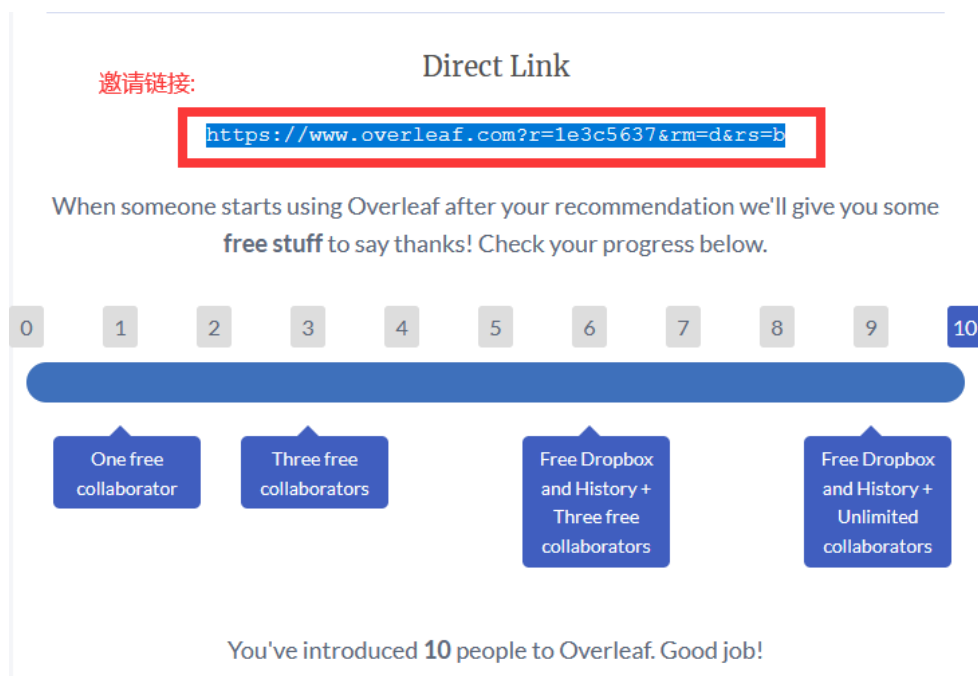 Direct Link
邀请链接:
https://www.overleaf.com?r=1e3c5637&rm=d&rs=b
When someone starts using Overleaf after your recommendation we'll give you some
free stuff to say thanks! Check your progress below.
0 1 2 3 4 5 6 7 8 9 10
One free
collaborator
Three free
collaborators
Free Dropbox
and History +
Three free
collaborators
Free Dropbox
and History +
Unlimited
collaborators
You've introduced 10 people to Overleaf. Good job!